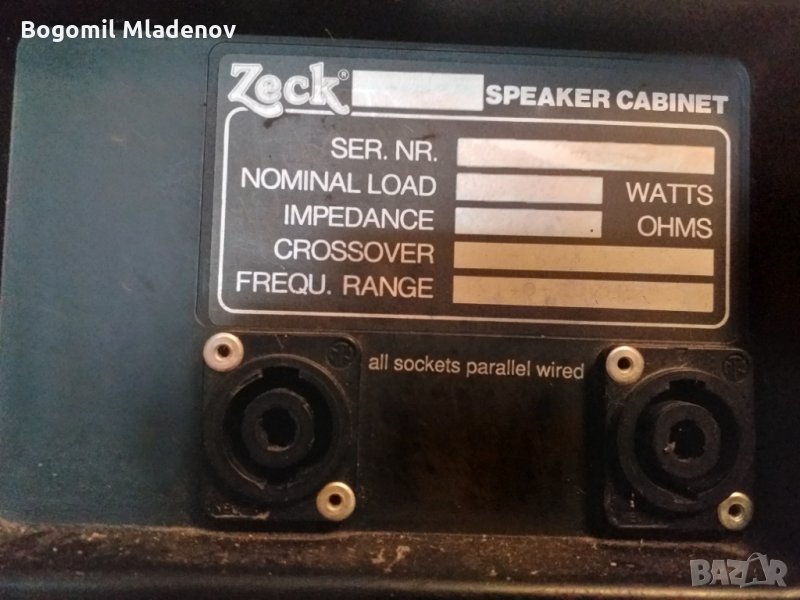 Bogomil Mladenov
Zeck® SPEAKER CABINET
SER. NR.
NOMINAL LOAD WATTS
IMPEDANCE OHMS
CROSSOVER
FREQU. RANGE
all sockets parallel wired
BAZAR